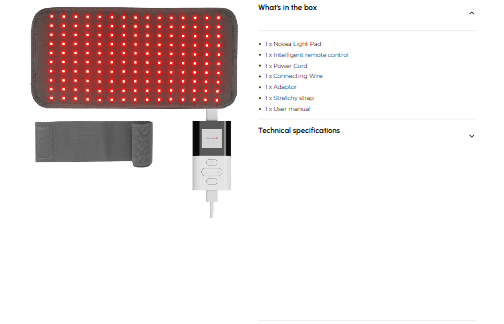 What's in the box
• 1 x Novaa Light Pad
• 1 x Intelligent remote control
• 1 x Power Cord
• 1 x Connecting Wire
• 1 x Adaptor
• 1 x Stretchy strap
• 1 x User manual
Technical specifications